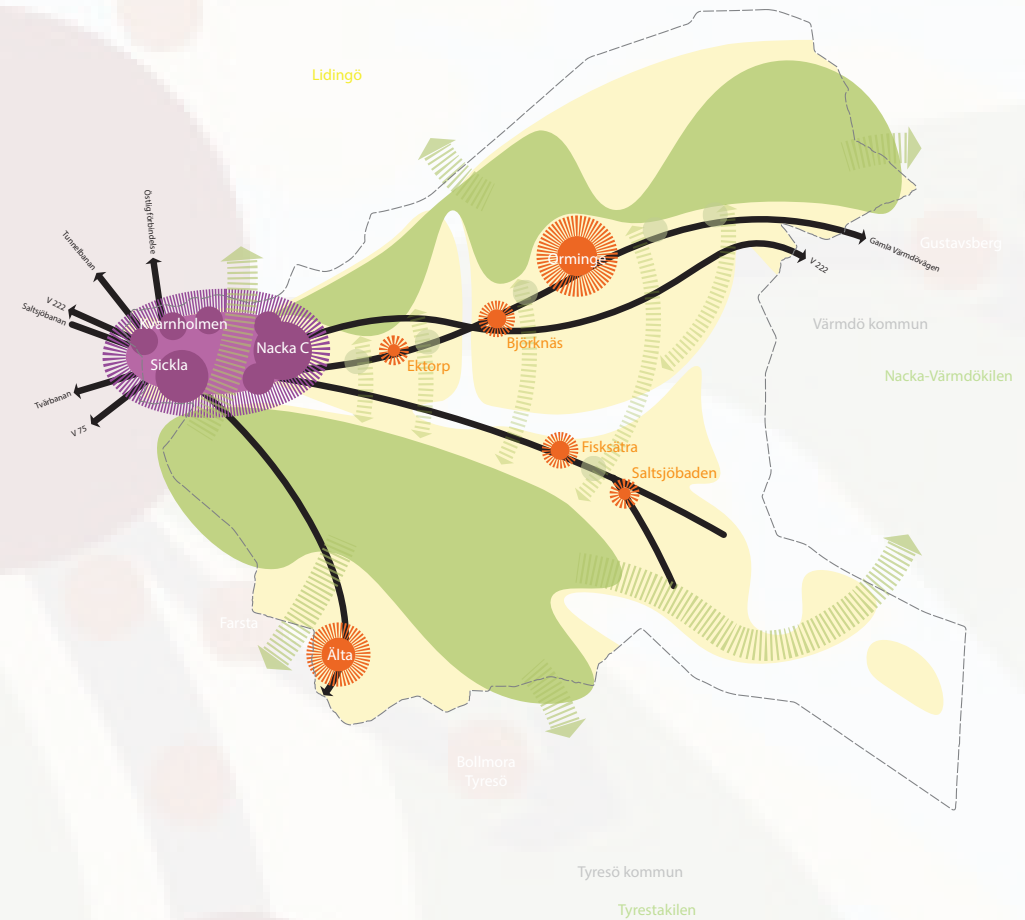 Lidingö
Östlig förbindelse
Tunnelbanan
V 222
Saltsjöbanan
Kvarnholmen
Sickla
Nacka C
Tvärbanan
V 75
Orminge
Björknäs
Ektorp
Gamla Värmdövägen
V 222
Gustavsberg
Värmdö kommun
Nacka-Värmdökilen
Fisksätra
Saltsjöbaden
Farsta
Älta
Bollmora
Tyresö
Tyresö kommun
Tyrestakilen